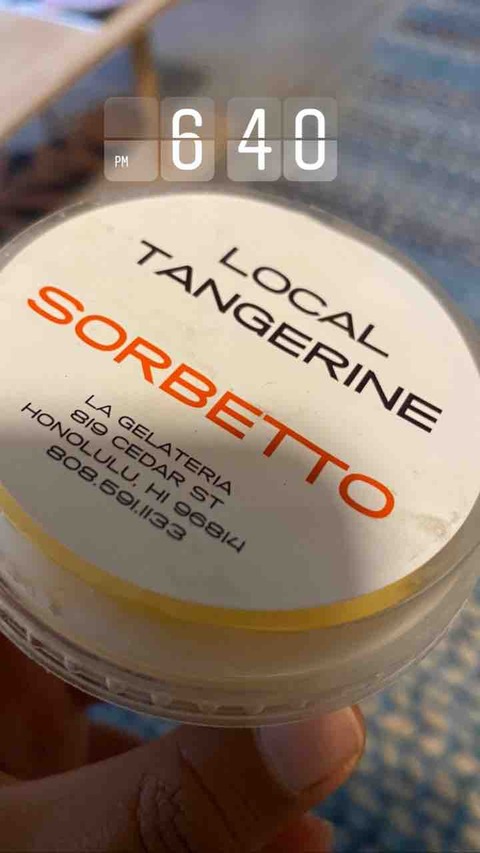 PM 6 40
LOCAL
TANGERINE
SORBETTO
LA GELATERIA
819 CEDAR ST
HONOLULU, HI 96814
808.591.1133